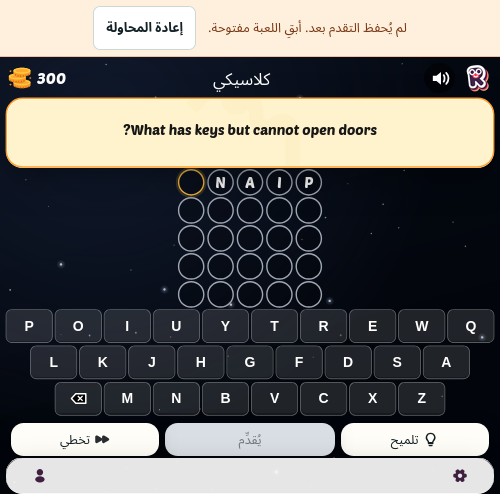 لم يُحفظ التقدم بعد. أبقِ اللعبة مفتوحة.
إعادة المحاولة
كلاسيكي
300
?What has keys but cannot open doors
N A I P
P O I U Y T R E W Q
L K J H G F D S A
M N B V C X Z
تلميح
يُقدِّم
تخطي